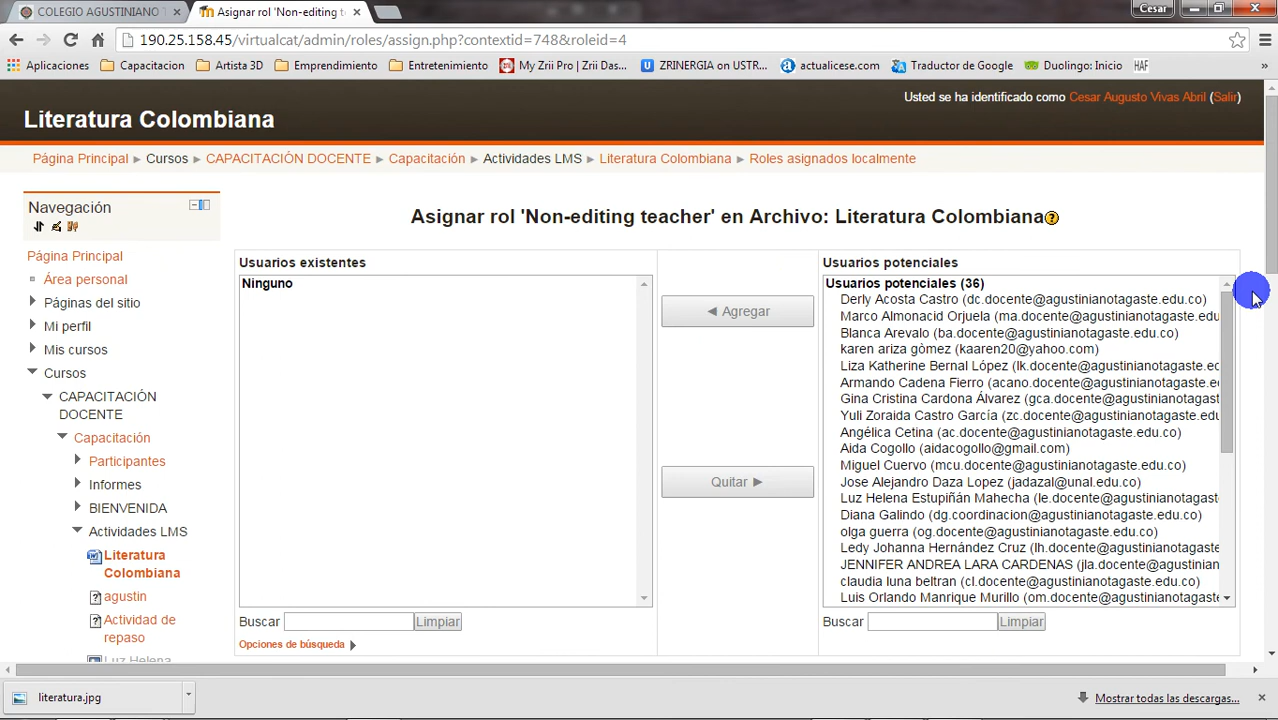 COLEGIO AGUSTINIANO T
Asignar rol 'Non-editing te
Cesar
190.25.158.45/virtualcat/admin/roles/assign.php?contextid=748&roleid=4
Aplicaciones Capacitacion Artista 3D Emprendimiento Entretenimiento My Zrii Pro | Zrii Das... ZRINERGIA on USTR... actualicese.com Traductor de Google Duolingo: Inicio HAF »
Usted se ha identificado como Cesar Augusto Vivas Abril (Salir)
Literatura Colombiana
Página Principal ► Cursos ► CAPACITACIÓN DOCENTE ► Capacitación ► Actividades LMS ► Literatura Colombiana ► Roles asignados localmente
Navegación
Página Principal
Área personal
Páginas del sitio
Mi perfil
Mis cursos
Cursos
CAPACITACIÓN
DOCENTE
Capacitación
Participantes
Informes
BIENVENIDA
Actividades LMS
Literatura
Colombiana
agustin
Actividad de
repaso
Luz Helena
Asignar rol 'Non-editing teacher' en Archivo: Literatura Colombiana
Usuarios existentes
Ninguno
Buscar
Limpiar
Opciones de búsqueda
◄ Agregar
Quitar ►
Usuarios potenciales
Usuarios potenciales (36)
Derly Acosta Castro (dc.docente@agustinianotagaste.edu.co)
Marco Almonacid Orjuela (ma.docente@agustinianotagaste.edu
Blanca Arevalo (ba.docente@agustinianotagaste.edu.co)
karen ariza gòmez (kaaren20@yahoo.com)
Liza Katherine Bernal López (lk.docente@agustinianotagaste.ec
Armando Cadena Fierro (acano.docente@agustinianotagaste.e
Gina Cristina Cardona Álvarez (gca.docente@agustinianotagaste
Yuli Zoraida Castro García (zc.docente@agustinianotagaste.edu
Angélica Cetina (ac.docente@agustinianotagaste.edu.co)
Aida Cogollo (aidacogollo@gmail.com)
Miguel Cuervo (mcu.docente@agustinianotagaste.edu.co)
Jose Alejandro Daza Lopez (jadazal@unal.edu.co)
Luz Helena Estupiñán Mahecha (le.docente@agustinianotagaste
Diana Galindo (dg.coordinacion@agustinianotagaste.edu.co)
olga guerra (og.docente@agustinianotagaste.edu.co)
Ledy Johanna Hernández Cruz (lh.docente@agustinianotagaste
JENNIFER ANDREA LARA CARDENAS (jla.docente@agustinian
claudia luna beltran (cl.docente@agustinianotagaste.edu.co)
Luis Orlando Manrique Murillo (om.docente@agustinianotagaste
Buscar
Limpiar
literatura.jpg
Mostrar todas las descargas...